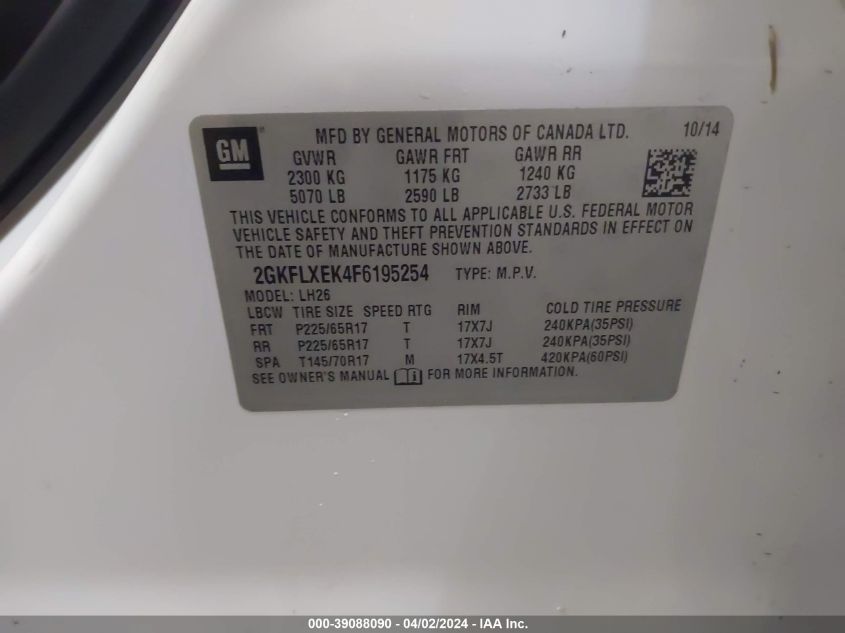 GM
MFD BY GENERAL MOTORS OF CANADA LTD. 10/14
GVWR GAWR FRT GAWR RR
2300 KG 1175 KG 1240 KG
5070 LB 2590 LB 2733 LB
THIS VEHICLE CONFORMS TO ALL APPLICABLE U.S. FEDERAL MOTOR
VEHICLE SAFETY AND THEFT PREVENTION STANDARDS IN EFFECT ON
THE DATE OF MANUFACTURE SHOWN ABOVE.
2GKFLXEK4F6195254 TYPE: M.P.V.
MODEL: LH26
LBCW TIRE SIZE SPEED RTG RIM COLD TIRE PRESSURE
FRT P225/65R17 T 17X7J 240KPA(35PSI)
RR P225/65R17 T 17X7J 240KPA(35PSI)
SPA T145/70R17 M 17X4.5T 420KPA(60PSI)
SEE OWNER'S MANUAL FOR MORE INFORMATION.
000-39088090 - 04/02/2024 - IAA Inc.